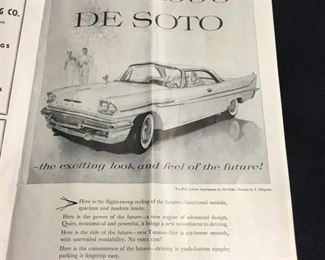 G CO.
GS
DE SOTO
—the exciting look and feel of the future!
Here is the flight-sweep styling of the future—functional outside,
spacious and modern inside.
Here is the power of the future—a new engine of advanced design.
Quiet, economical and powerful, it brings a new smoothness to driving.
Here is the ride of the future—new Torsion-Aire is air-borne smooth,
with unrivaled roadability. No extra cost!
Here is the convenience of the future—driving is push-button simple;
parking is fingertip easy.